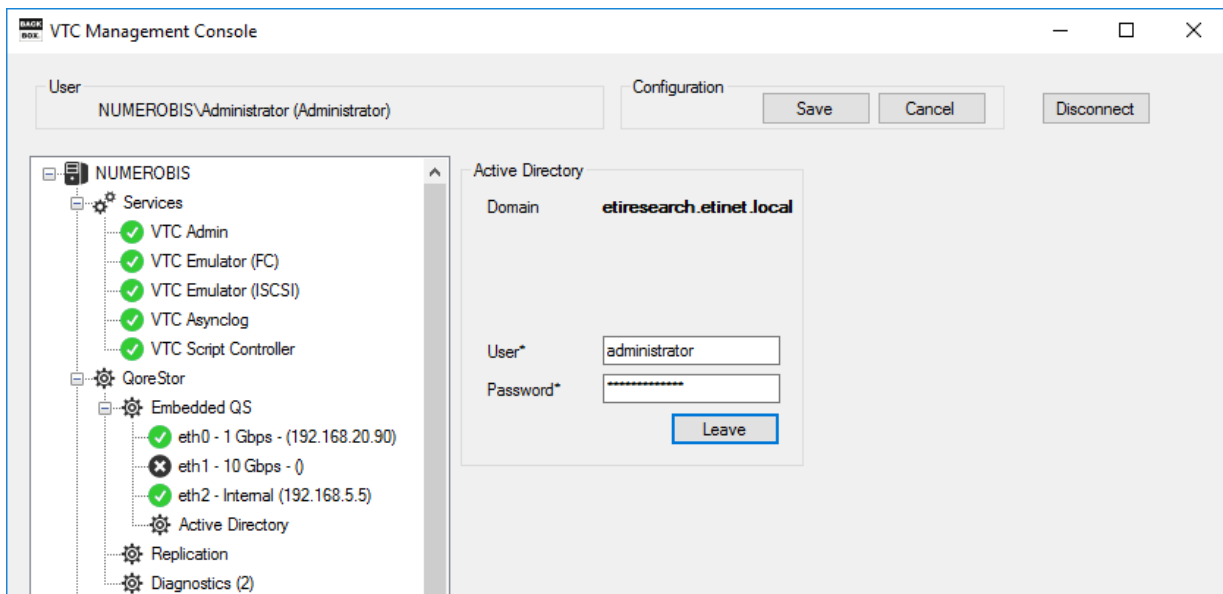 BACK
BOX
VTC Management Console
User
NUMEROBIS\Administrator (Administrator)
Configuration
Save
Cancel
Disconnect
NUMEROBIS
Services
VTC Admin
VTC Emulator (FC)
VTC Emulator (ISCSI)
VTC Asynclog
VTC Script Controller
QoreStor
Embedded QS
eth0 - 1 Gbps - (192.168.20.90)
eth1 - 10 Gbps - ()
eth2 - Internal (192.168.5.5)
Active Directory
Replication
Diagnostics (2)
Active Directory
Domain etiresearch.etinet.local
User* administrator
Password* *************
Leave